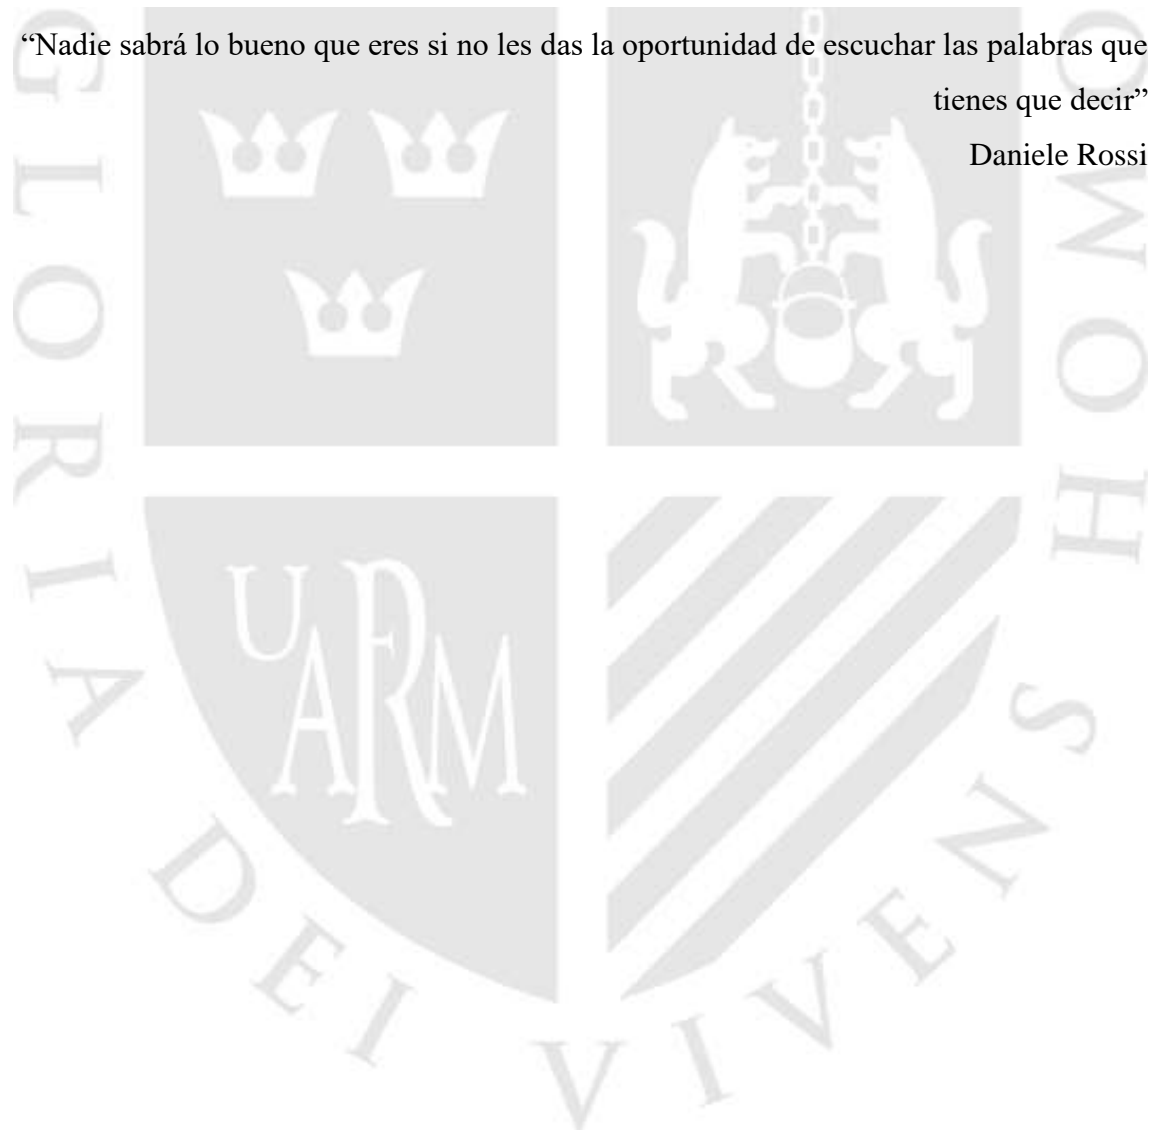 “Nadie sabrá lo bueno que eres si no les das la oportunidad de escuchar las palabras que
tienes que decir”
Daniele Rossi
GLORIA DEI VIVENS HOMO
UARM